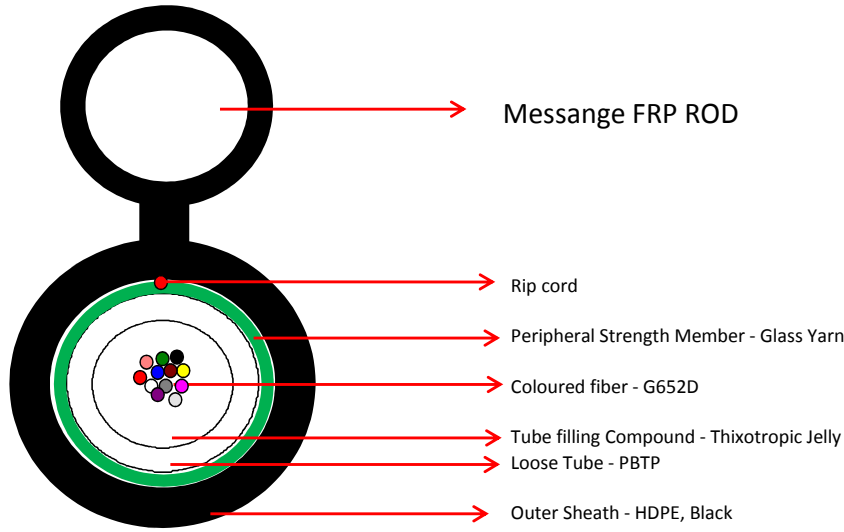 Messange FRP ROD
Rip cord
Peripheral Strength Member - Glass Yarn
Coloured fiber - G652D
Tube filling Compound - Thixotropic Jelly
Loose Tube - PBTP
Outer Sheath - HDPE, Black